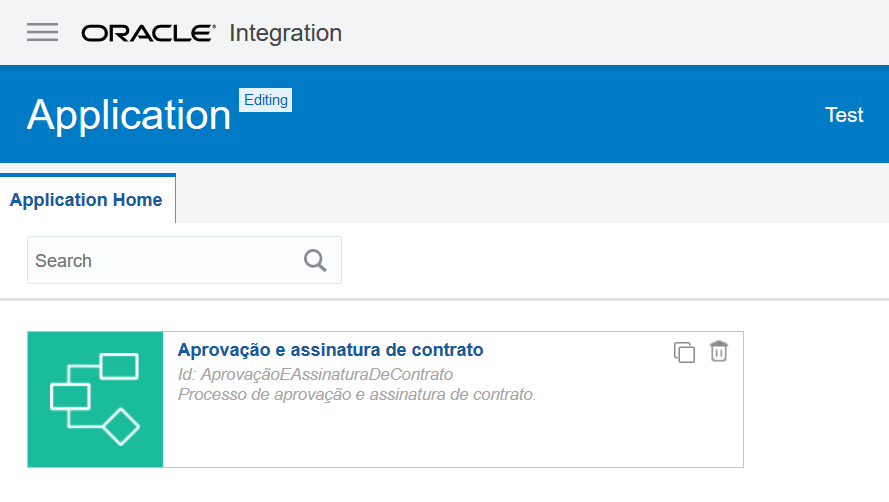 ORACLE Integration
Application Editing
Test
Application Home
Search
Aprovação e assinatura de contrato
Id: AprovaçãoEAssinaturaDeContrato
Processo de aprovação e assinatura de contrato.